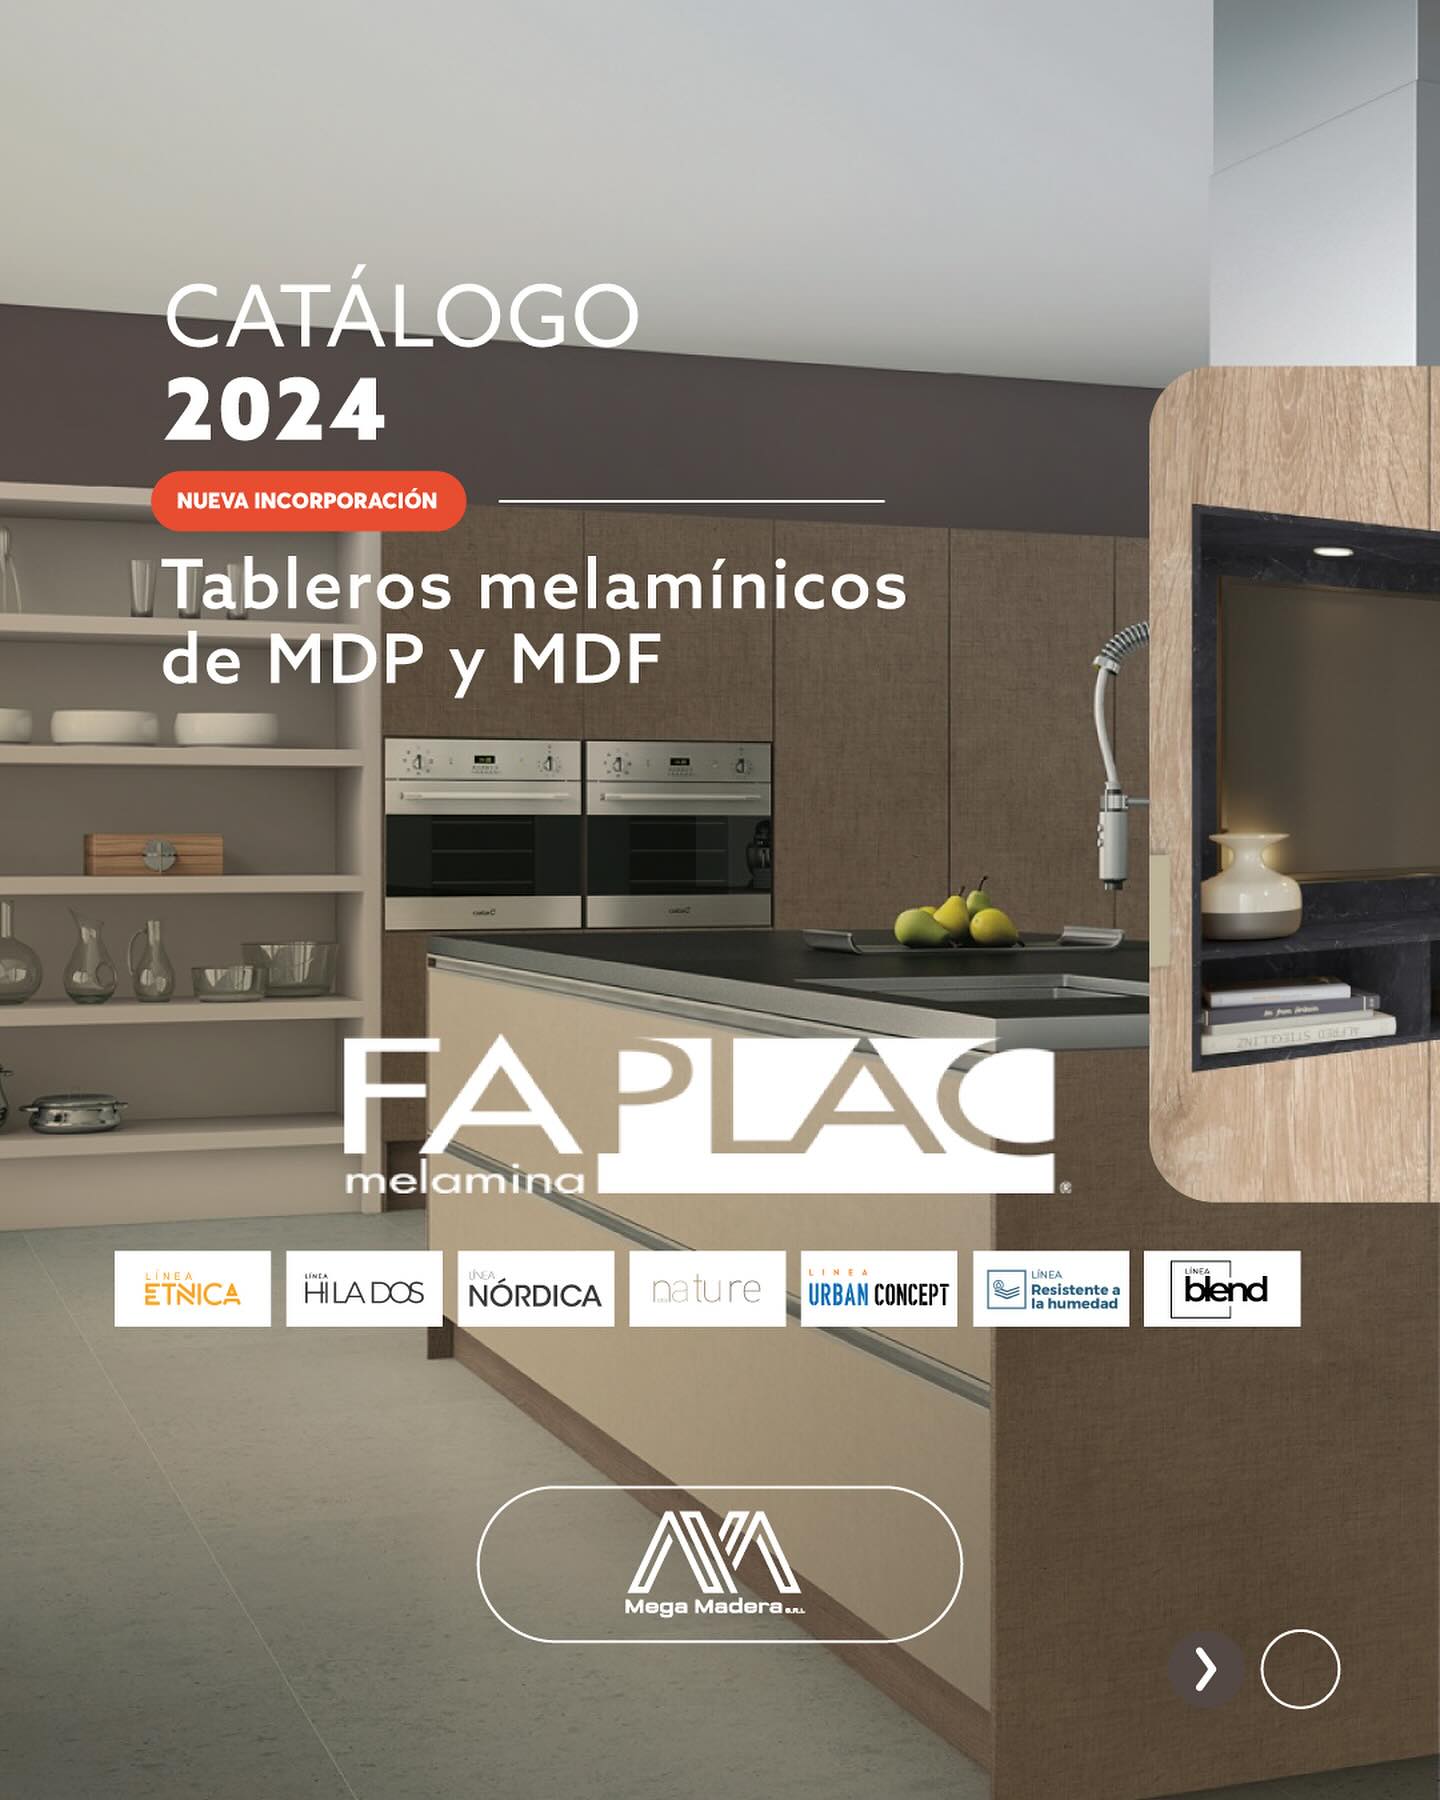 CATÁLOGO
2024
NUEVA INCORPORACIÓN
Tableros melamínicos
de MDP y MDF
FAPLAC
melamina
®
LÍNEA
ETNICA
LÍNEA
HILADOS
LÍNEA
NÓRDICA
nature
LINEA
URBAN CONCEPT
LÍNEA
Resistente a
la humedad
LÍNEA
blend
Mega Madera S.R.L.